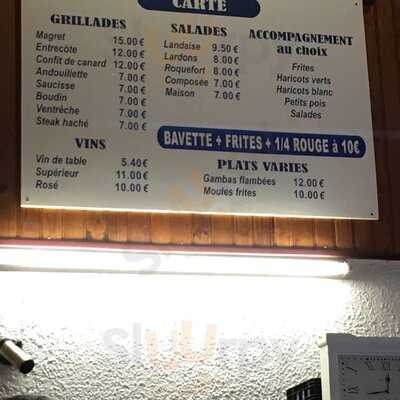 CARTE
GRILLADES
Magret 15.00 €
Entrecôte 12.00 €
Confit de canard 12.00 €
Andouillette 7.00 €
Saucisse 7.00 €
Boudin 7.00 €
Ventrèche 7.00 €
Steak haché 7.00 €
VINS
Vin de table 5.40 €
Supérieur 11.00 €
Rosé 10.00 €
SALADES
Landaise 9.50 €
Lardons 8.00 €
Roquefort 8.00 €
Composée 7.00 €
Maison 7.00 €
ACCOMPAGNEMENT
au choix
Frites
Haricots verts
Haricots blanc
Petits pois
Salades
BAVETTE + FRITES + 1/4 ROUGE à 10€
PLATS VARIES
Gambas flambées 12.00 €
Moules frites 10.00 €